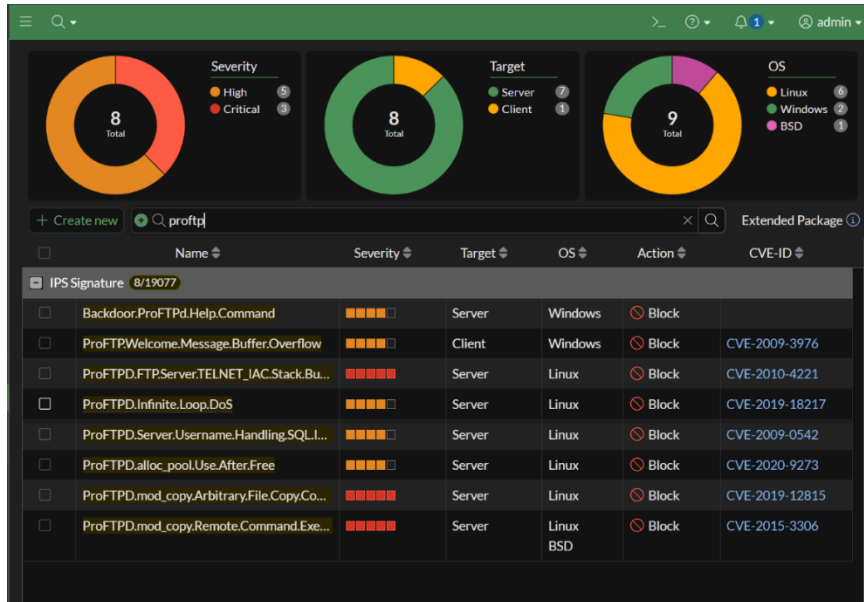 1 admin
Severity
High 5
Critical 3
8
Total
Target
Server 7
Client 1
8
Total
OS
Linux 6
Windows 2
BSD 1
9
Total
+ Create new proftp Extended Package
Name Severity Target OS Action CVE-ID
IPS Signature 8/19077
Backdoor.ProFTPd.Help.Command Server Windows Block
ProFTP.Welcome.Message.Buffer.Overflow Client Windows Block CVE-2009-3976
ProFTPD.FTP.Server.TELNET_IAC.Stack.Bu... Server Linux Block CVE-2010-4221
ProFTPD.Infinite.Loop.DoS Server Linux Block CVE-2019-18217
ProFTPD.Server.Username.Handling.SQL.I... Server Linux Block CVE-2009-0542
ProFTPD.alloc_pool.Use.After.Free Server Linux Block CVE-2020-9273
ProFTPD.mod_copy.Arbitrary.File.Copy.Co... Server Linux Block CVE-2019-12815
ProFTPD.mod_copy.Remote.Command.Exe... Server Linux Block CVE-2015-3306
BSD